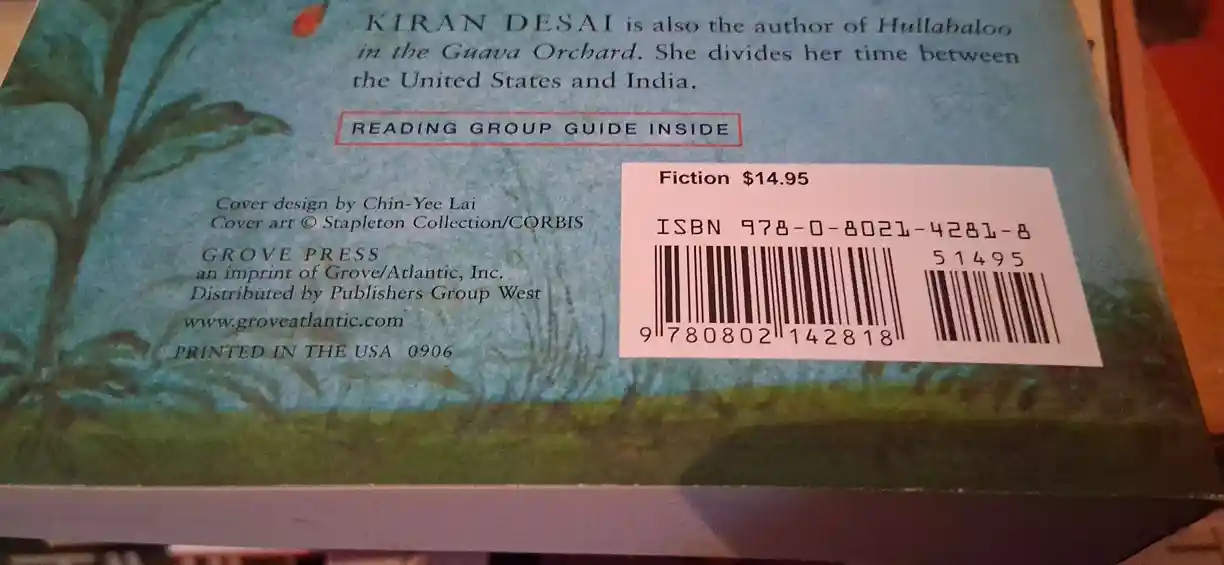 KIRAN DESAI is also the author of Hullabaloo
in the Guava Orchard. She divides her time between
the United States and India.
READING GROUP GUIDE INSIDE
Cover design by Chin-Yee Lai
Cover art © Stapleton Collection/CORBIS
GROVE PRESS
an imprint of Grove/Atlantic, Inc.
Distributed by Publishers Group West
www.groveatlantic.com
PRINTED IN THE USA 0906
Fiction $14.95
ISBN 978-0-8021-4281-8
51495
9 780802 142818